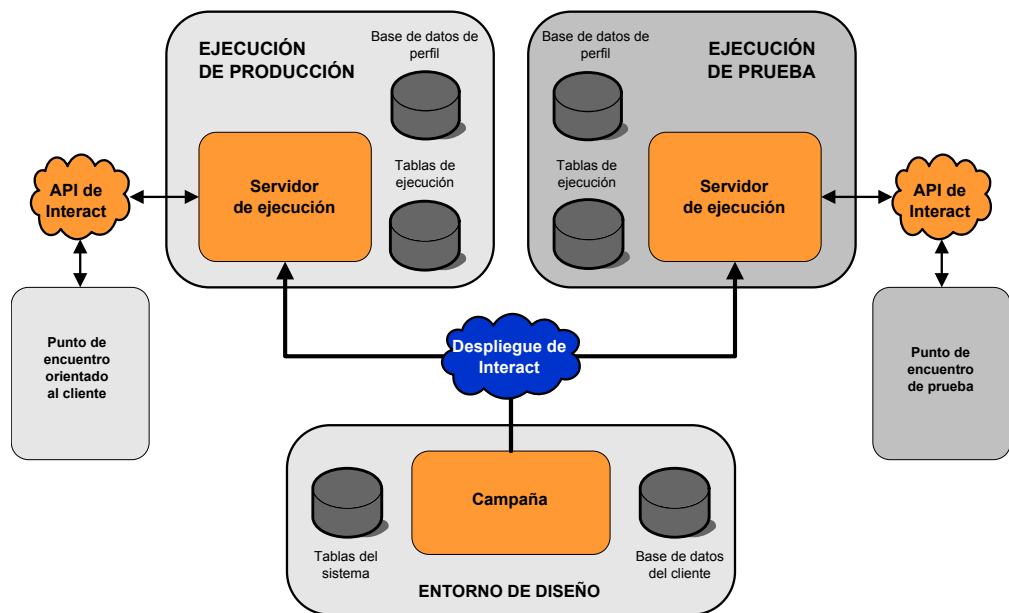 EJECUCIÓN
DE PRODUCCIÓN
Base de datos de
perfil
Tablas de
ejecución
Servidor
de ejecución
API de
Interact
Punto de
encuentro
orientado
al cliente
Base de datos de
perfil
EJECUCIÓN
DE PRUEBA
Tablas de
ejecución
Servidor
de ejecución
API de
Interact
Punto de
encuentro
de prueba
Despliegue de
Interact
Campaña
Tablas del
sistema
Base de datos
del cliente
ENTORNO DE DISEÑO